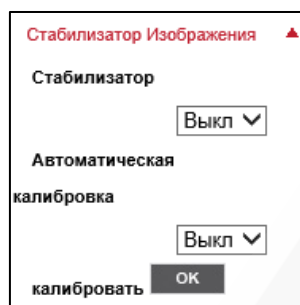 Стабилизатор Изображения
Стабилизатор
Выкл
Автоматическая
калибровка
Выкл
калибровать OK